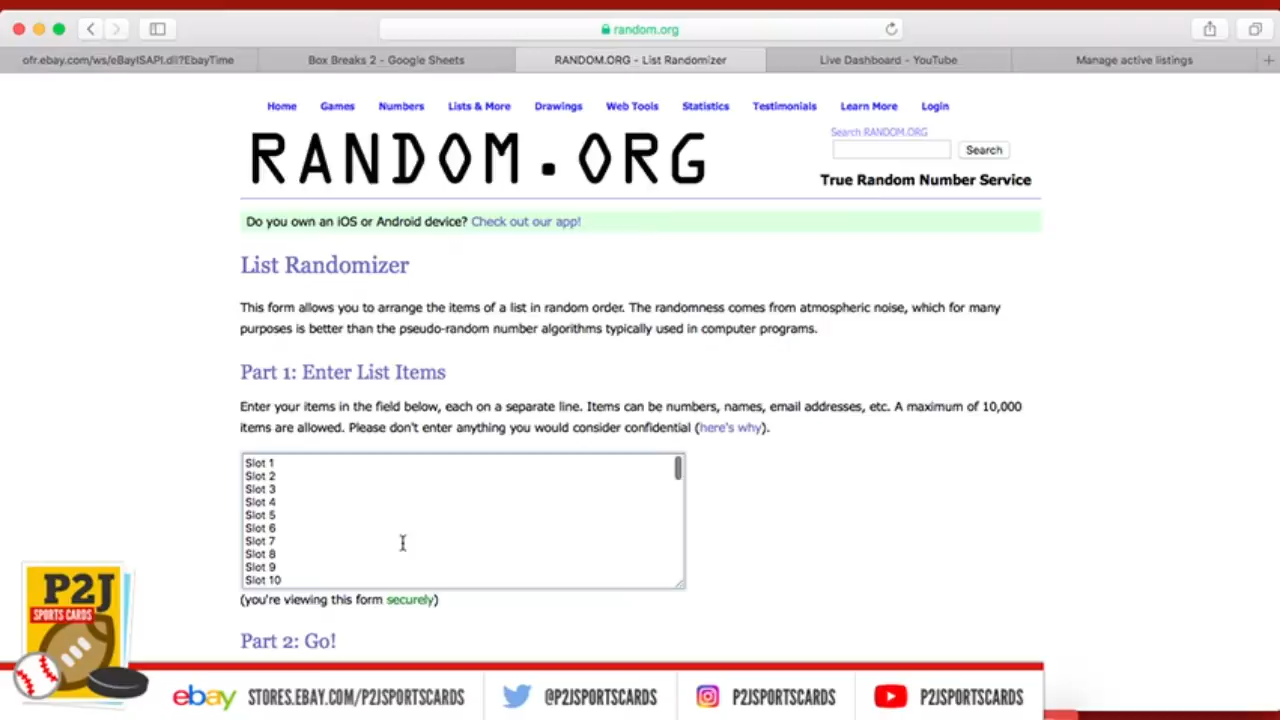 random.org
ofr.ebay.com/ws/eBayISAPI.dll?EbayTime
Box Breaks 2 - Google Sheets
RANDOM.ORG - List Randomizer
Live Dashboard - YouTube
Manage active listings
Home Games Numbers Lists & More Drawings Web Tools Statistics Testimonials Learn More Login
RANDOM.ORG
Search RANDOM.ORG
Search
True Random Number Service
Do you own an iOS or Android device? Check out our app!
List Randomizer
This form allows you to arrange the items of a list in random order. The randomness comes from atmospheric noise, which for many
purposes is better than the pseudo-random number algorithms typically used in computer programs.
Part 1: Enter List Items
Enter your items in the field below, each on a separate line. Items can be numbers, names, email addresses, etc. A maximum of 10,000
items are allowed. Please don't enter anything you would consider confidential (here's why).
Slot 1
Slot 2
Slot 3
Slot 4
Slot 5
Slot 6
Slot 7
Slot 8
Slot 9
Slot 10
(you're viewing this form securely)
Part 2: Go!
P2J
SPORTS CARDS
ebay STORES.EBAY.COM/P2JSPORTSCARDS
@P2JSPORTSCARDS
P2JSPORTSCARDS
P2JSPORTSCARDS